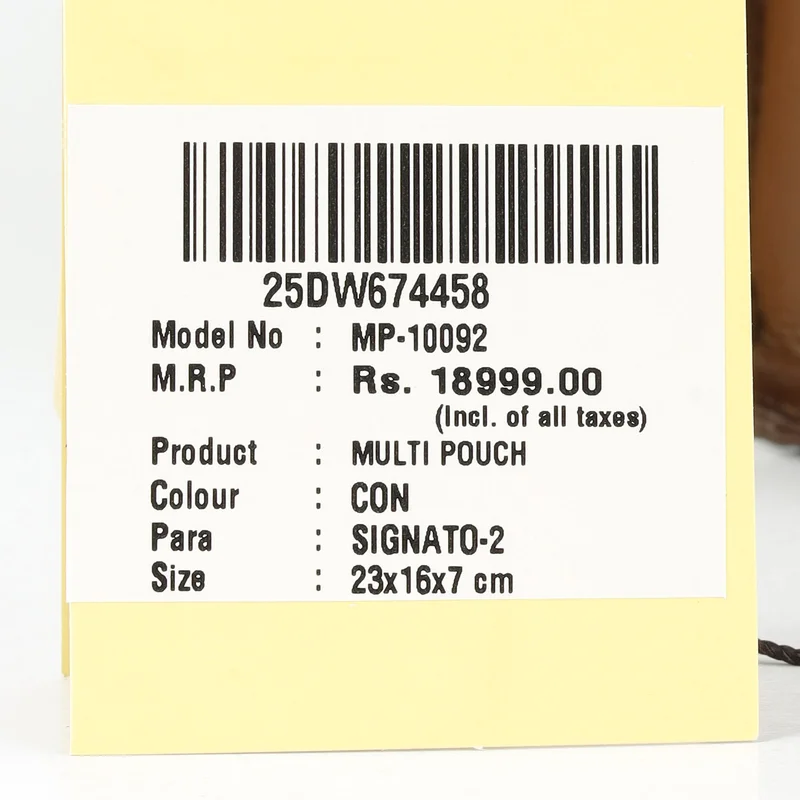 25DW674458
Model No : MP-10092
M.R.P : Rs. 18999.00
(Incl. of all taxes)
Product : MULTI POUCH
Colour : CON
Para : SIGNATO-2
Size : 23x16x7 cm